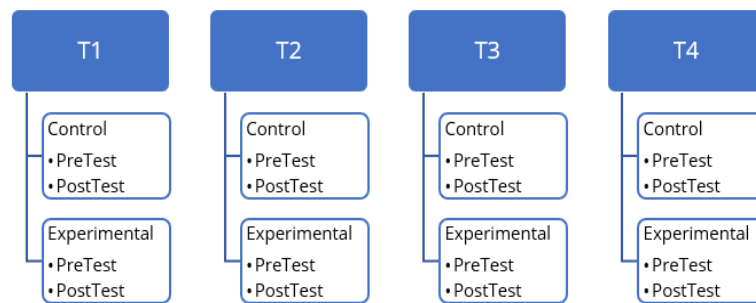 T1
Control
•PreTest
•PostTest
Experimental
•PreTest
•PostTest
T2
Control
•PreTest
•PostTest
Experimental
•PreTest
•PostTest
T3
Control
•PreTest
•PostTest
Experimental
•PreTest
•PostTest
T4
Control
•PreTest
•PostTest
Experimental
•PreTest
•PostTest